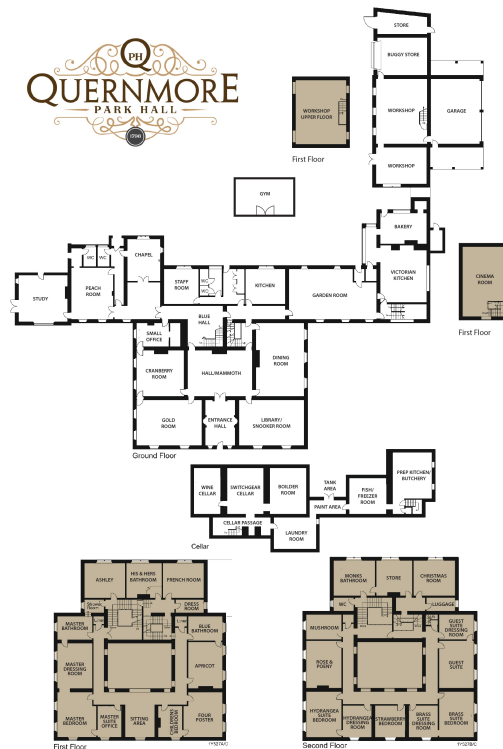 PH
QUERNMORE
PARK HALL
STORE
BUGGY STORE
WORKSHOP
GARAGE
WORKSHOP
WORKSHOP
UPPER FLOOR
First Floor
GYM
BAKERY
VICTORIAN
KITCHEN
CINEMA
ROOM
First Floor
STUDY
PEACH
ROOM
WC
WC
CHAPEL
STAFF
ROOM
WC
WC
KITCHEN
GARDEN ROOM
BLUE
HALL
SMALL
OFFICE
CRANBERRY
ROOM
HALL/MAMMOTH
DINING
ROOM
GOLD
ROOM
ENTRANCE
HALL
LIBRARY/
SNOOKER ROOM
Ground Floor
WINE
CELLAR
SWITCHGEAR
CELLAR
BOILDER
ROOM
TANK
AREA
PAINT AREA
FISH/
FREEZER
ROOM
PREP KITCHEN/
BUTCHERY
CELLAR PASSAGE
LAUNDRY
ROOM
Cellar
ASHLEY
HIS & HERS
BATHROOM
FRENCH ROOM
DRESS
ROOM
MASTER
BATHROOM
BLUE
BATHROOM
MASTER
DRESSING
ROOM
APRICOT
MASTER
BEDROOM
MASTER
SUITE
OFFICE
SITTING
AREA
FOUR
POSTER
First Floor
MONKS
BATHROOM
STORE
CHRISTMAS
ROOM
WC
LUGGAGE
MUSHROOM
GUEST
SUITE
DRESSING
ROOM
ROSE &
POENY
GUEST
SUITE
HYDRANGEA
SUITE
BEDROOM
HYDRANGEA
DRESSING
ROOM
STRAWBERRY
BEDROOM
BRASS
SUITE
DRESSING
ROOM
BRASS
SUITE
BEDROOM
Second Floor